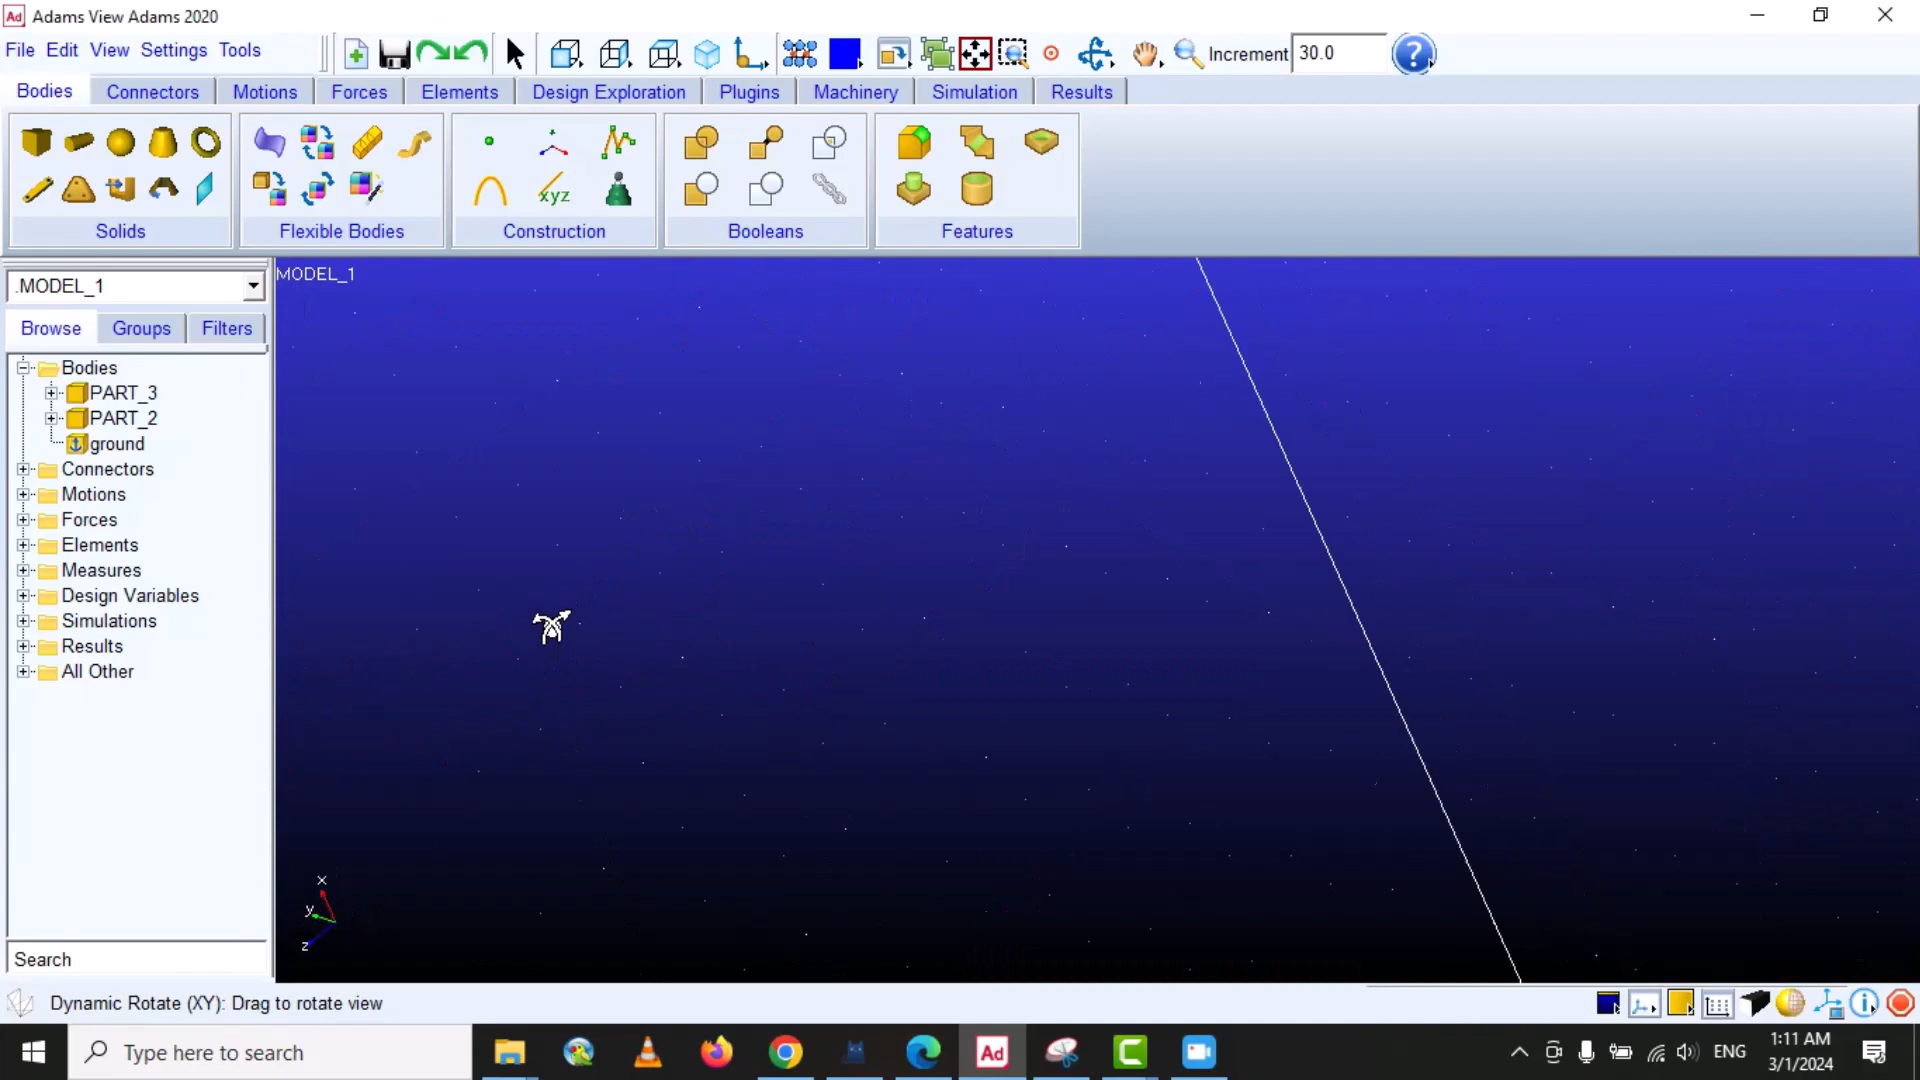 Ad Adams View Adams 2020
File Edit View Settings Tools
Increment 30.0
?
Bodies Connectors Motions Forces Elements Design Exploration Plugins Machinery Simulation Results
xyz
Solids Flexible Bodies Construction Booleans Features
.MODEL_1
Browse Groups Filters
Bodies
PART_3
PART_2
ground
Connectors
Motions
Forces
Elements
Measures
Design Variables
Simulations
Results
All Other
Search
MODEL_1
x
y
z
Dynamic Rotate (XY): Drag to rotate view
Type here to search
Ad
ENG
1:11 AM
3/1/2024